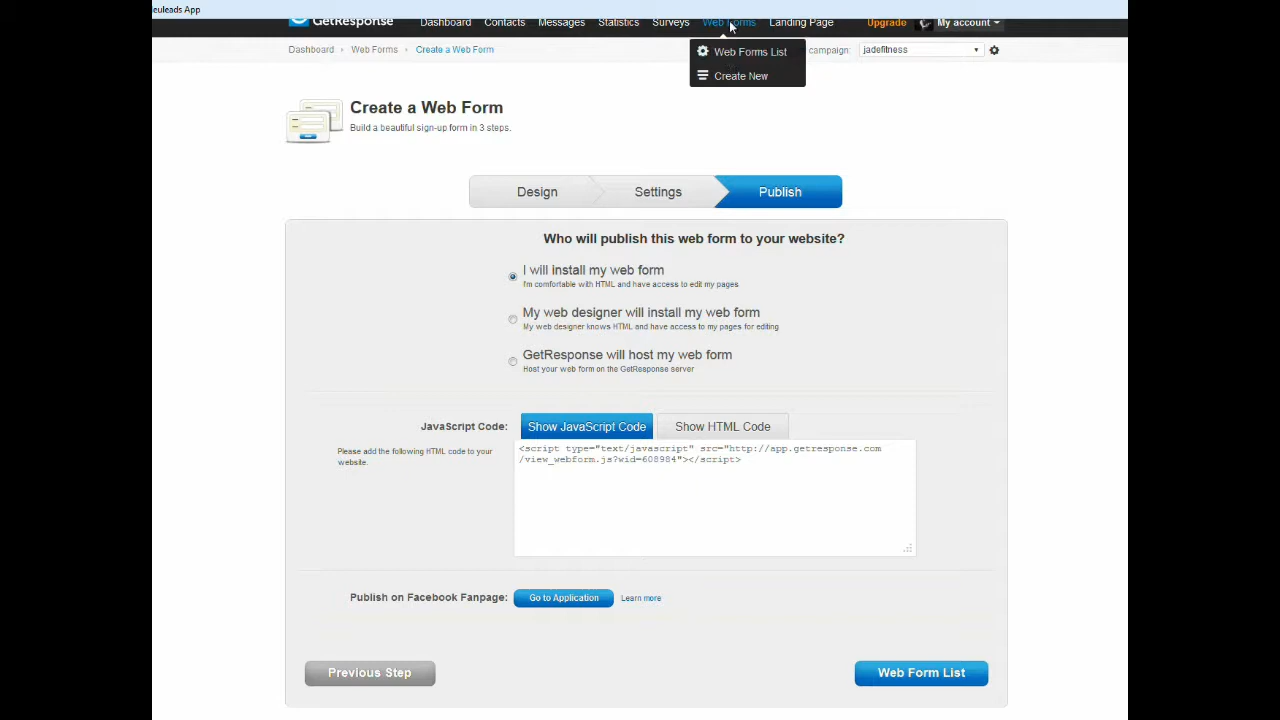 euleads App
GetResponse Dashboard Contacts Messages Statistics Surveys Web Forms Landing Page Upgrade My account
Dashboard › Web Forms › Create a Web Form
campaign: jadefitness
Web Forms List
Create New
Create a Web Form
Build a beautiful sign-up form in 3 steps.
Design Settings Publish
Who will publish this web form to your website?
I will install my web form
I'm comfortable with HTML and have access to edit my pages
My web designer will install my web form
My web designer knows HTML and have access to my pages for editing
GetResponse will host my web form
Host your web form on the GetResponse server
JavaScript Code: Show JavaScript Code Show HTML Code
Please add the following HTML code to your
website.
<script type="text/javascript" src="http://app.getresponse.com
/view_webform.js?wid=608984"></script>
Publish on Facebook Fanpage: Go to Application Learn more
Previous Step Web Form List